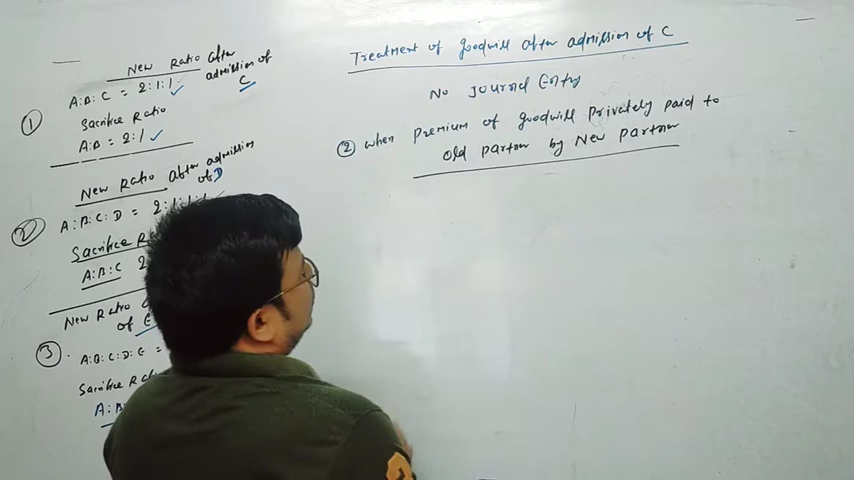 New Ratio after
admission of
C
A:B:C = 2:1:1
① Sacrifice Ratio
A:B = 2:1
New Ratio after admission
of D
② A:B:C:D =
Sacrifice
A:B:C 2
New Ratio
of E
③ A:B:C:D:E =
Sacrifice
Treatment of goodwill after admission of C
No Journal Entry
② when premium of goodwill privately paid to
old partner by New partner